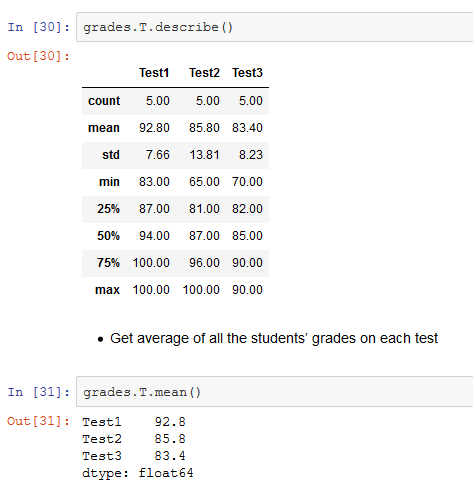 In [30]: grades.T.describe()
Out[30]:
Test1 Test2 Test3
count 5.00 5.00 5.00
mean 92.80 85.80 83.40
std 7.66 13.81 8.23
min 83.00 65.00 70.00
25% 87.00 81.00 82.00
50% 94.00 87.00 85.00
75% 100.00 96.00 90.00
max 100.00 100.00 90.00
• Get average of all the students’ grades on each test
In [31]: grades.T.mean()
Out[31]: Test1 92.8
Test2 85.8
Test3 83.4
dtype: float64